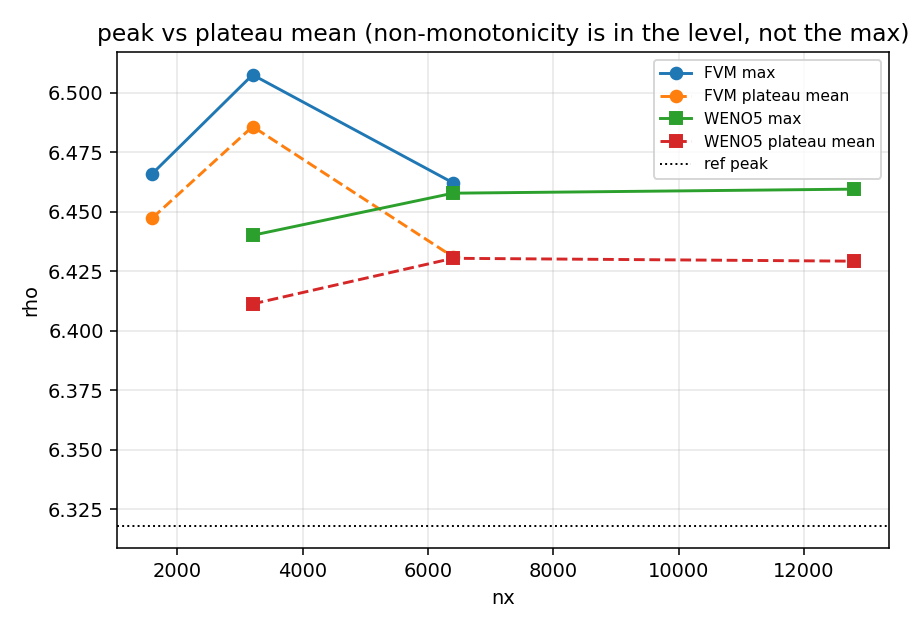 peak vs plateau mean (non-monotonicity is in the level, not the max)
FVM max
FVM plateau mean
WENO5 max
WENO5 plateau mean
ref peak
6.500
6.475
6.450
6.425
6.400
6.375
6.350
6.325
rho
2000 4000 6000 8000 10000 12000
nx